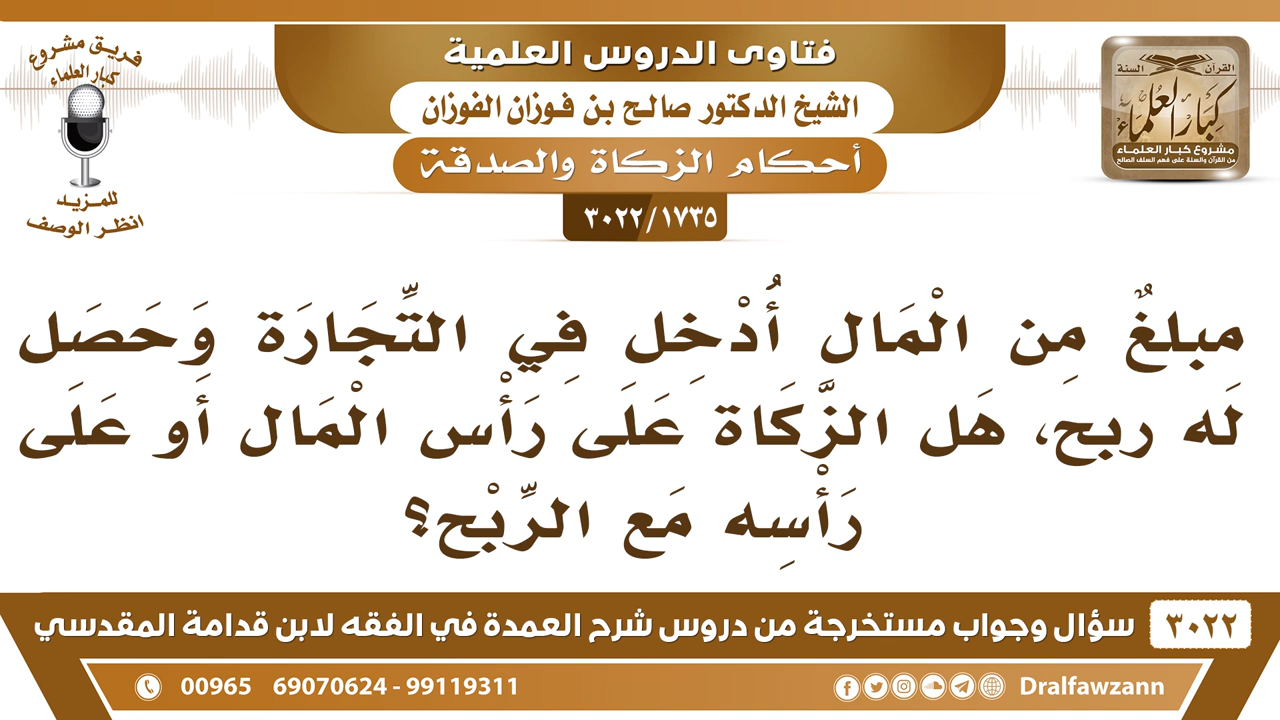 فتاوى الدروس العلمية
الشيخ الدكتور صالح بن فوزان الفوزان
أحكام الزكاة والصدقة
١٧٣٥/٣٠٢٢
فريق مشروع
كبار العلماء
للمزيد
انظر الوصف
القرآن السنة
كبار العلماء
مشروع كبار العلماء
من القرآن والسنة على فهم السلف الصالح
مبلغٌ مِن الْمَال أُدْخِل فِي التِّجَارَة وَحَصَل
لَه ربح، هَل الزَّكَاة عَلَى رَأْس الْمَال أَو عَلَى
رَأْسِه مَع الرِّبْح؟
سؤال وجواب مستخرجة من دروس شرح العمدة في الفقه لابن قدامة المقدسي
٣٠٢٢
00965 69070624 - 99119311
Dralfawzann